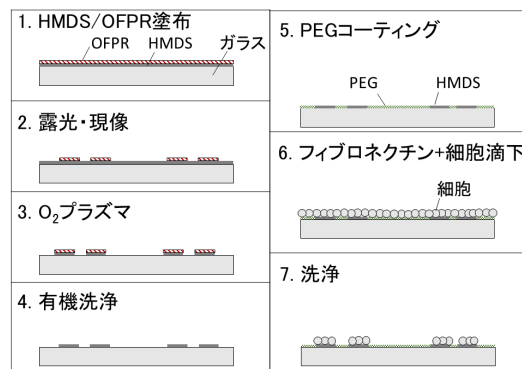 1. HMDS/OFPR塗布
OFPR HMDS ガラス
2. 露光・現像
3. O₂プラズマ
4. 有機洗浄
5. PEGコーティング
PEG HMDS
6. フィブロネクチン+細胞滴下
細胞
7. 洗浄